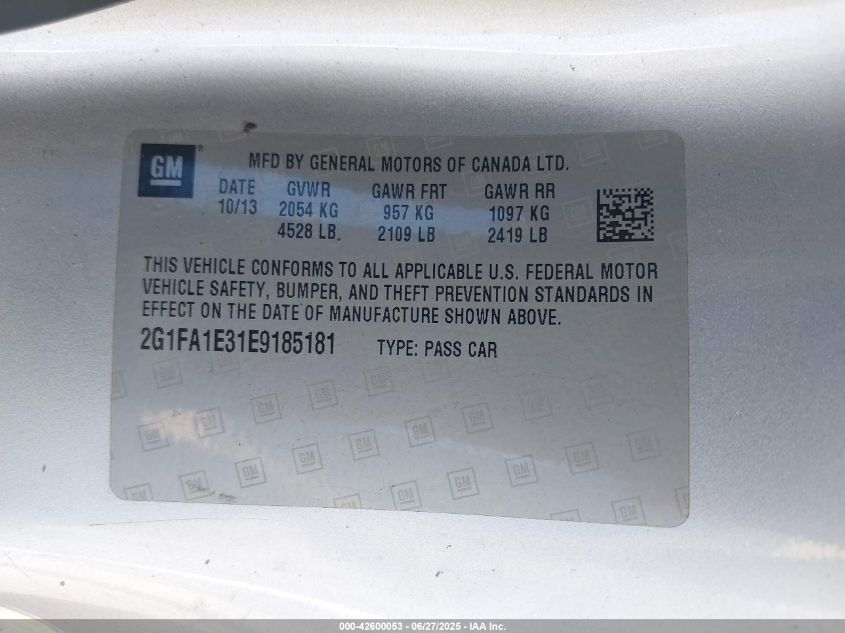 GM ® MFD BY GENERAL MOTORS OF CANADA LTD.
DATE GVWR GAWR FRT GAWR RR
10/13 2054 KG 957 KG 1097 KG
4528 LB. 2109 LB 2419 LB
THIS VEHICLE CONFORMS TO ALL APPLICABLE U.S. FEDERAL MOTOR
VEHICLE SAFETY, BUMPER, AND THEFT PREVENTION STANDARDS IN
EFFECT ON THE DATE OF MANUFACTURE SHOWN ABOVE.
2G1FA1E31E9185181 TYPE: PASS CAR
000-42600053 - 06/27/2025 - IAA Inc.